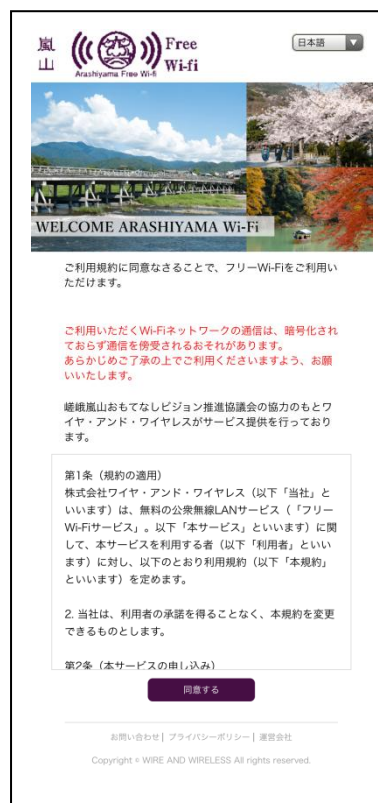 嵐山
Free
Wi-Fi
Arashiyama Free Wi-Fi
日本語
WELCOME ARASHIYAMA Wi-Fi
ご利用規約に同意なさることで、フリーWi-Fiをご利用い
ただけます。
ご利用いただくWi-Fiネットワークの通信は、暗号化され
ておらず通信を傍受されるおそれがあります。
あらかじめご了承の上でご利用くださいますよう、お願
いいたします。
嵯峨嵐山おもてなしビジョン推進協議会の協力のもとワ
イヤ・アンド・ワイヤレスがサービス提供を行っており
ます。
第1条（規約の適用）
株式会社ワイヤ・アンド・ワイヤレス（以下「当社」と
いいます）は、無料の公衆無線LANサービス（「フリー
Wi-Fiサービス」。以下「本サービス」といいます）に関
して、本サービスを利用する者（以下「利用者」といい
ます）に対し、以下のとおり利用規約（以下「本規約」
といいます）を定めます。
2. 当社は、利用者の承諾を得ることなく、本規約を変更
できるものとします。
第2条（本サービスの申し込み）
同意する
お問い合わせ| プライバシーポリシー | 運営会社
Copyright © WIRE AND WIRELESS All rights reserved.